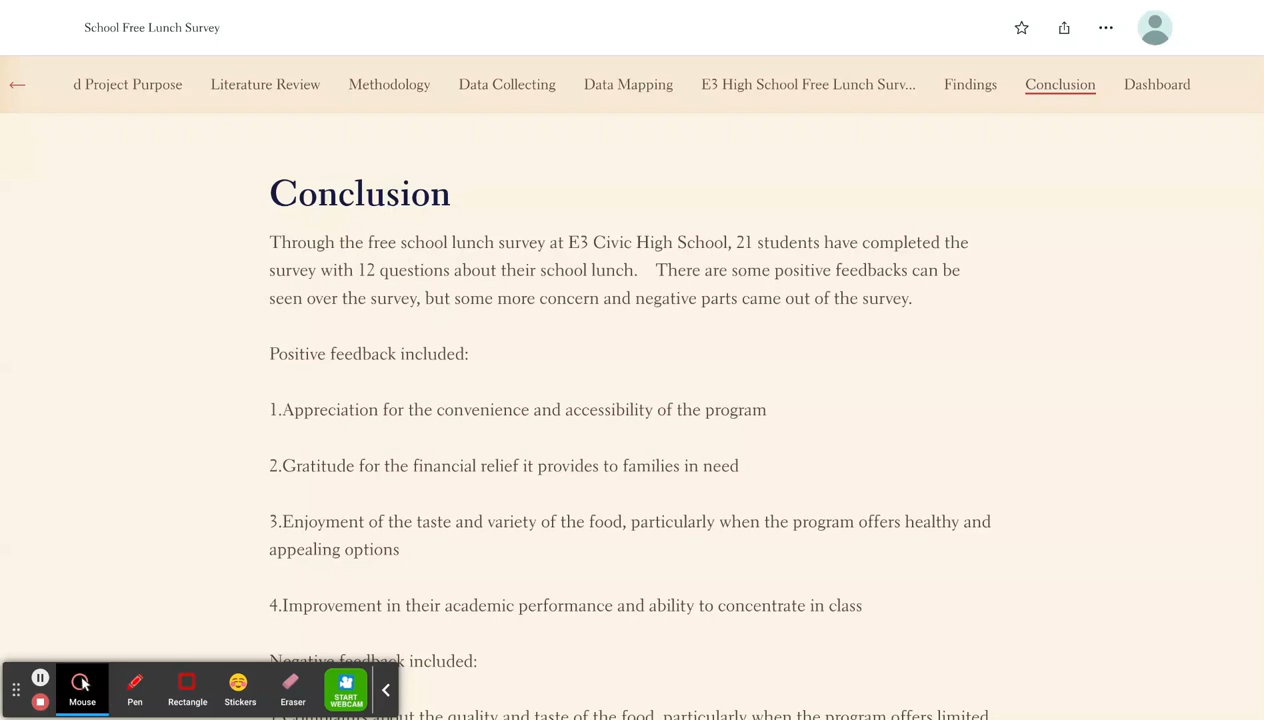 School Free Lunch Survey
d Project Purpose
Literature Review
Methodology
Data Collecting
Data Mapping
E3 High School Free Lunch Surv...
Findings
Conclusion
Dashboard
Conclusion
Through the free school lunch survey at E3 Civic High School, 21 students have completed the
survey with 12 questions about their school lunch. There are some positive feedbacks can be
seen over the survey, but some more concern and negative parts came out of the survey.
Positive feedback included:
1.Appreciation for the convenience and accessibility of the program
2.Gratitude for the financial relief it provides to families in need
3.Enjoyment of the taste and variety of the food, particularly when the program offers healthy and
appealing options
4.Improvement in their academic performance and ability to concentrate in class
Negative feedback included:
about the quality and taste of the food, particularly when the program offers limited
Mouse
Pen
Rectangle
Stickers
Eraser
START
WEBCAM